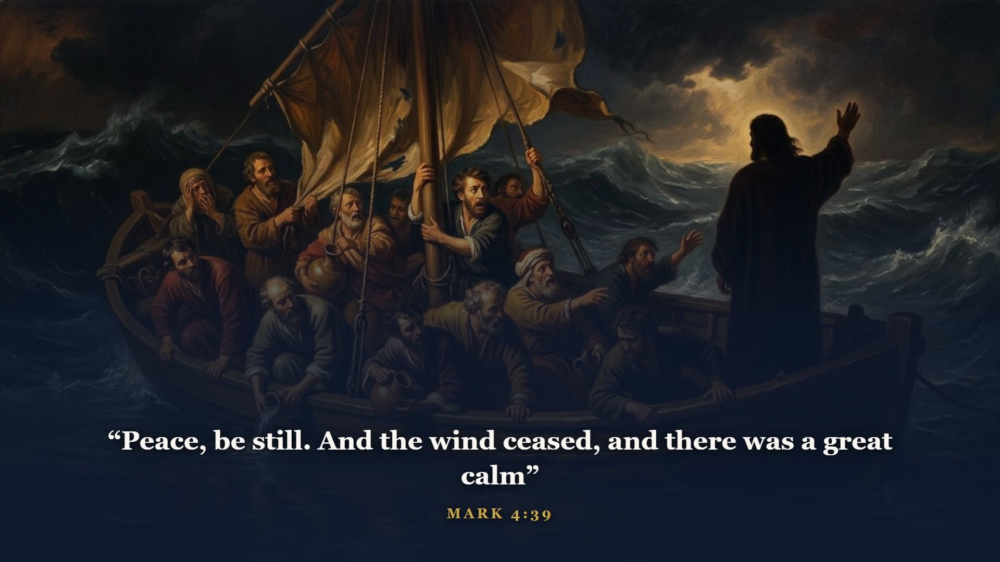 “Peace, be still. And the wind ceased, and there was a great
calm”
MARK 4:39